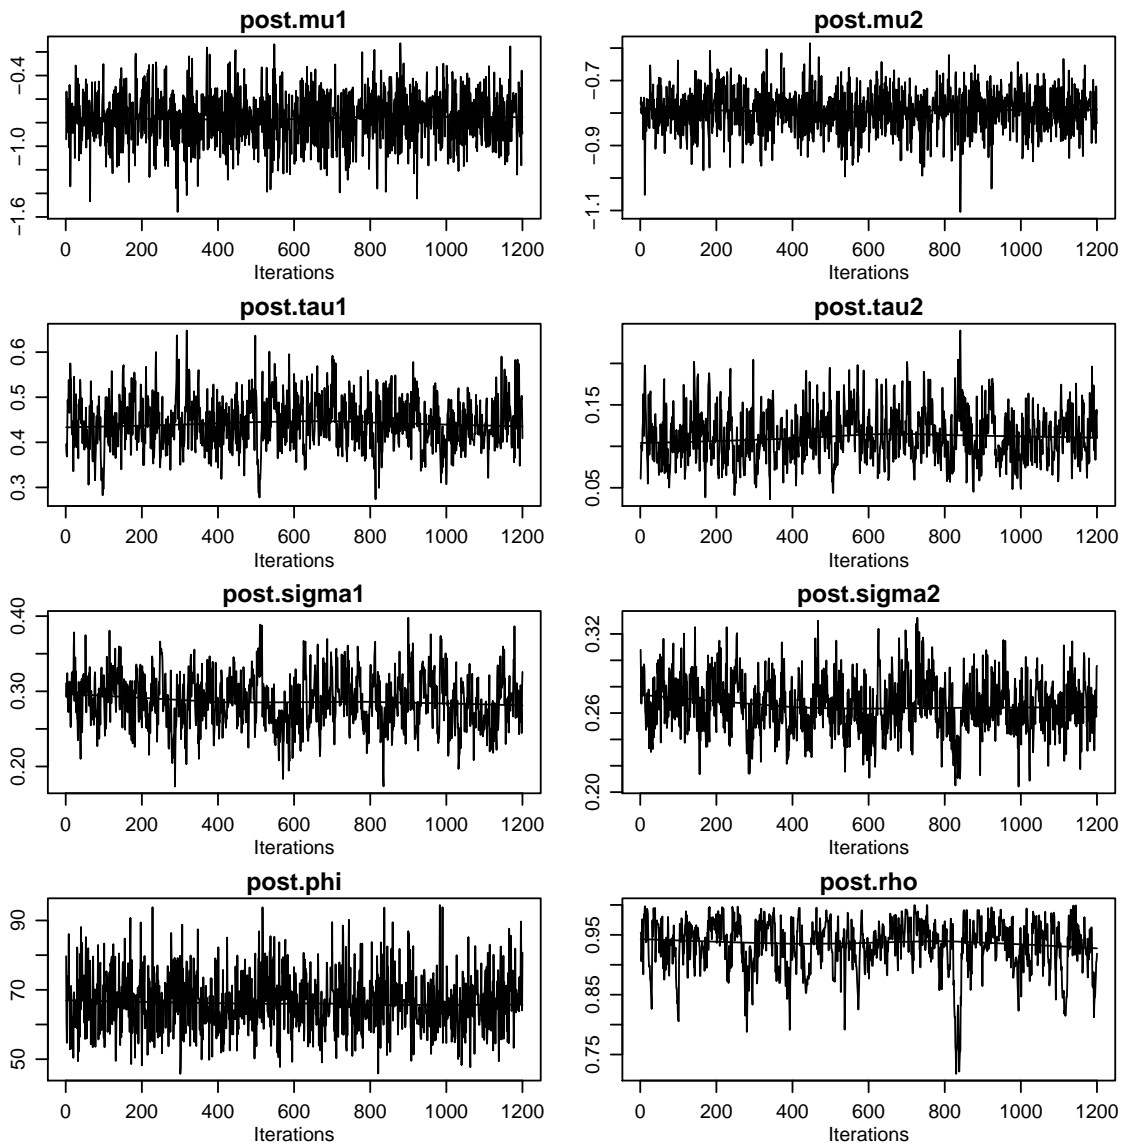 post.mu1
−0.4
−1.0
−1.6
0 200 400 600 800 1000 1200
Iterations
post.mu2
−0.7
−0.9
−1.1
0 200 400 600 800 1000 1200
Iterations
post.tau1
0.6
0.5
0.4
0.3
0 200 400 600 800 1000 1200
Iterations
post.tau2
0.15
0.05
0 200 400 600 800 1000 1200
Iterations
post.sigma1
0.40
0.30
0.20
0 200 400 600 800 1000 1200
Iterations
post.sigma2
0.32
0.26
0.20
0 200 400 600 800 1000 1200
Iterations
post.phi
90
70
50
0 200 400 600 800 1000 1200
Iterations
post.rho
0.95
0.85
0.75
0 200 400 600 800 1000 1200
Iterations